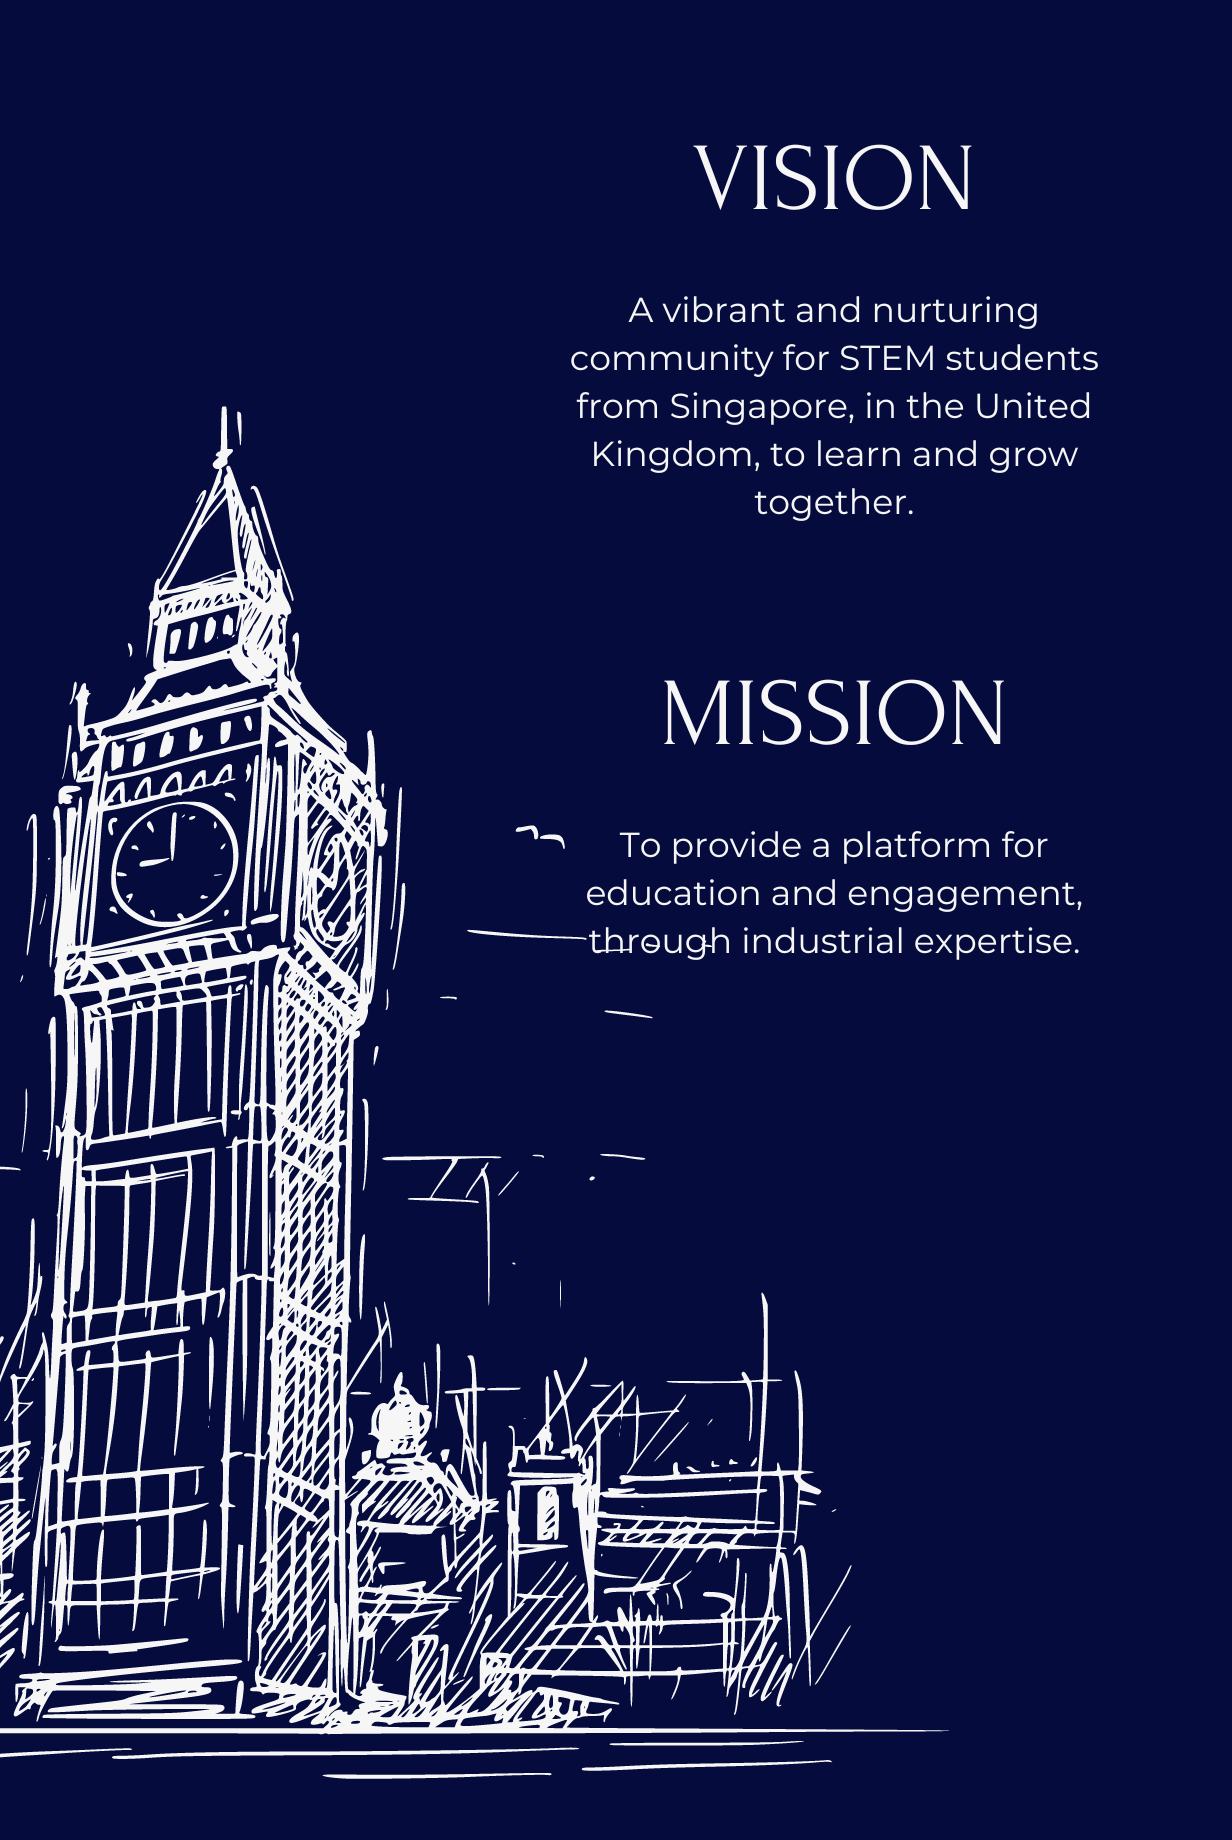 VISION
A vibrant and nurturing
community for STEM students
from Singapore, in the United
Kingdom, to learn and grow
together.
MISSION
To provide a platform for
education and engagement,
through industrial expertise.